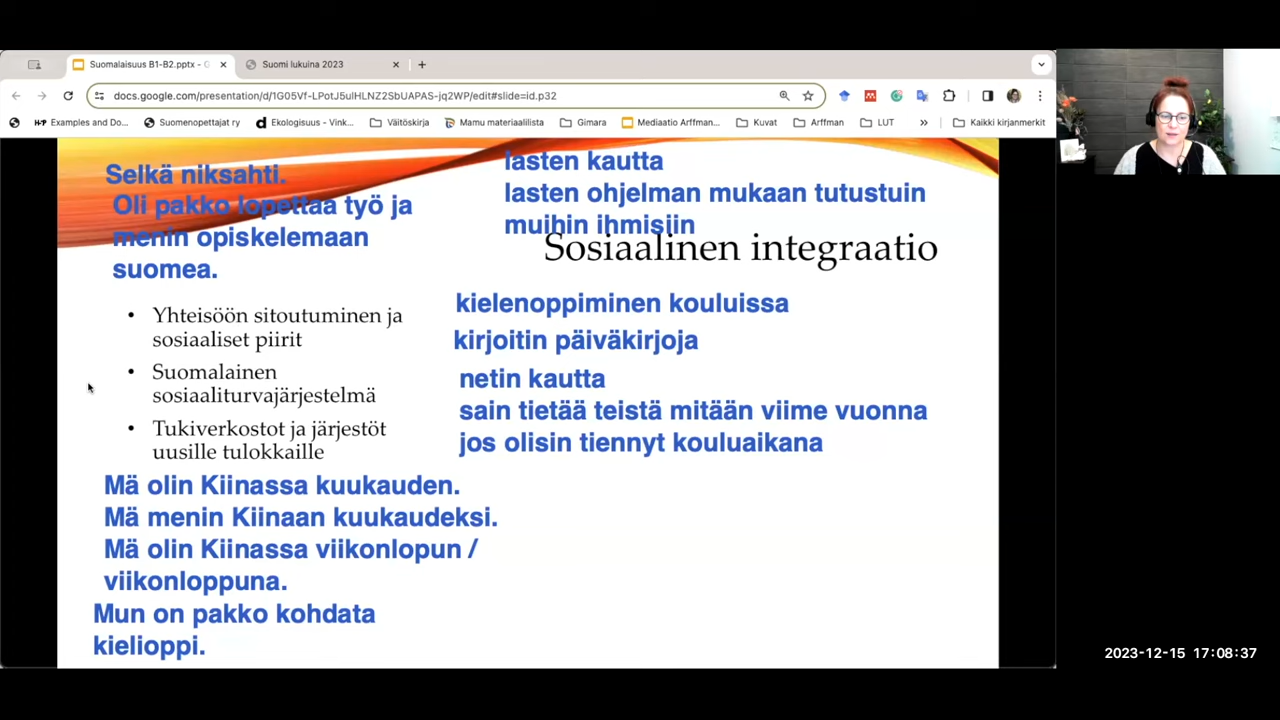 Suomalaisuus B1-B2.pptx - G
Suomi lukuina 2023
docs.google.com/presentation/d/1G05Vf-LPotJ5uIHLNZ2SbUAPAS-jq2WP/edit#slide=id.p32
Examples and Do...
Suomenopettajat ry
Ekologisuus - Vink...
Väitöskirja
Mamu materiaalilista
Gimara
Mediaatio Arffman...
Kuvat
Arffman
LUT
»
Kaikki kirjanmerkit
Selkä niksahti.
Oli pakko lopettaa työ ja
menin opiskelemaan
suomea.
lasten kautta
lasten ohjelman mukaan tutustuin
muihin ihmisiin
Sosiaalinen integraatio
• Yhteisöön sitoutuminen ja
sosiaaliset piirit
• Suomalainen
sosiaaliturvajärjestelmä
• Tukiverkostot ja järjestöt
uusille tulokkaille
kielenoppiminen kouluissa
kirjoitin päiväkirjoja
netin kautta
sain tietää teistä mitään viime vuonna
jos olisin tiennyt kouluaikana
Mä olin Kiinassa kuukauden.
Mä menin Kiinaan kuukaudeksi.
Mä olin Kiinassa viikonlopun /
viikonloppuna.
Mun on pakko kohdata
kielioppi.
2023-12-15 17:08:37